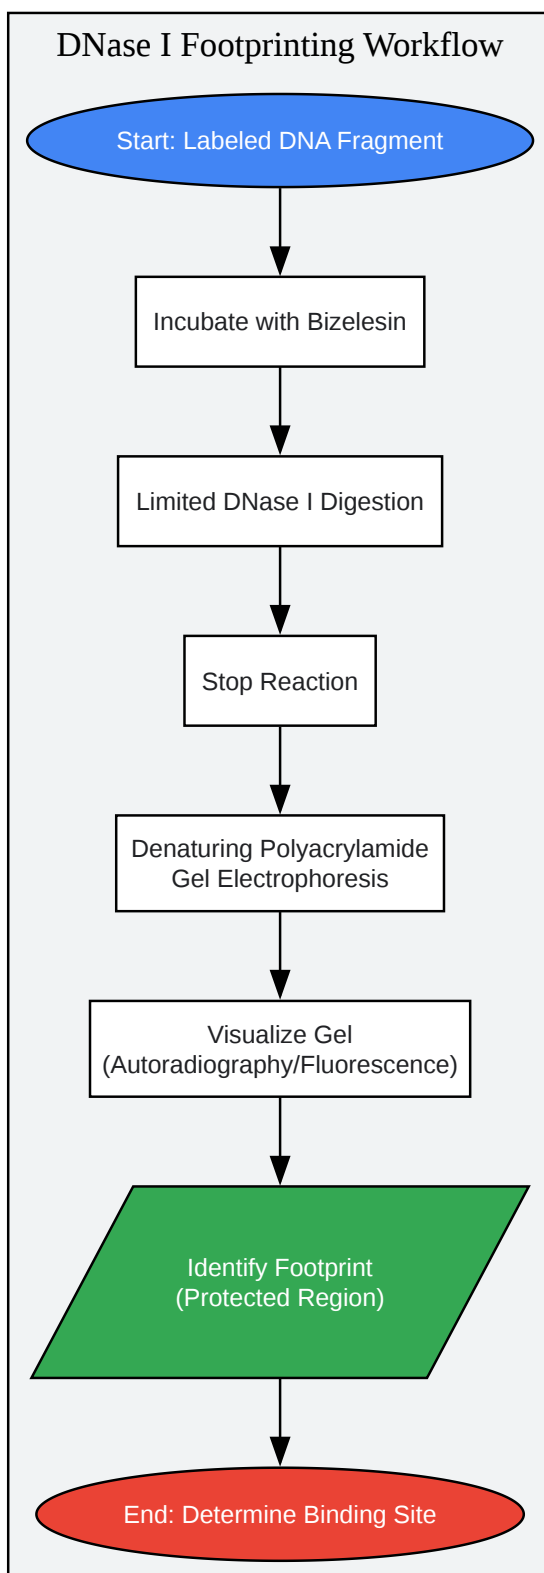 DNase I Footprinting Workflow
Start: Labeled DNA Fragment
Incubate with Bizelesin
Limited DNase I Digestion
Stop Reaction
Denaturing Polyacrylamide
Gel Electrophoresis
Visualize Gel
(Autoradiography/Fluorescence)
Identify Footprint
(Protected Region)
End: Determine Binding Site